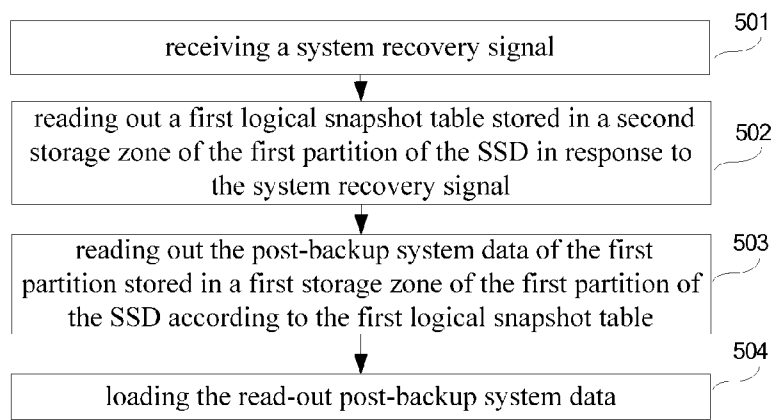 501
receiving a system recovery signal
502
reading out a first logical snapshot table stored in a second
storage zone of the first partition of the SSD in response to
the system recovery signal
503
reading out the post-backup system data of the first
partition stored in a first storage zone of the first partition of
the SSD according to the first logical snapshot table
504
loading the read-out post-backup system data